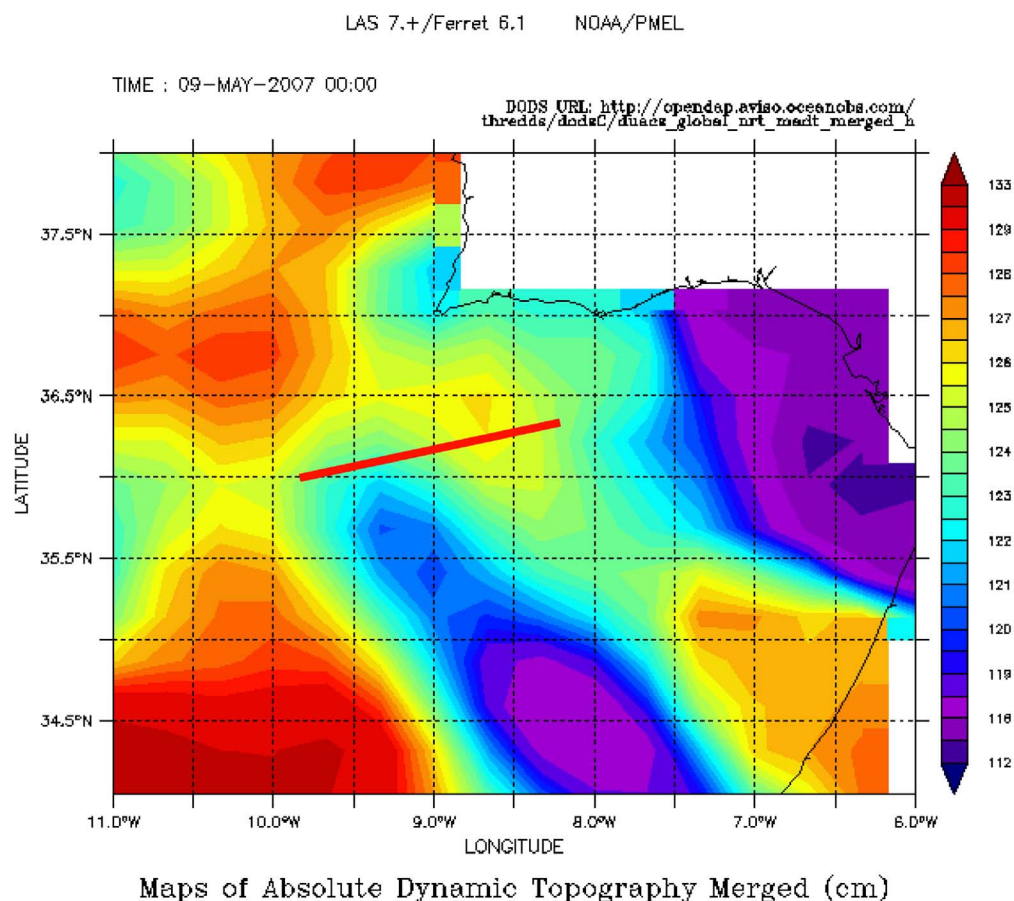 LAS 7.+/Ferret 6.1 NOAA/PMEL
TIME : 09-MAY-2007 00:00
DODS URL: http://opendap.aviso.oceanobs.com/
thredds/dodsC/duacs_global_nrt_madt_merged_h
133
129
128
127
126
125
124
123
122
121
120
119
118
116
112
37.5°N
36.5°N
35.5°N
34.5°N
LATITUDE
11.0°W 10.0°W 9.0°W 8.0°W 7.0°W 6.0°W
LONGITUDE
Maps of Absolute Dynamic Topography Merged (cm)